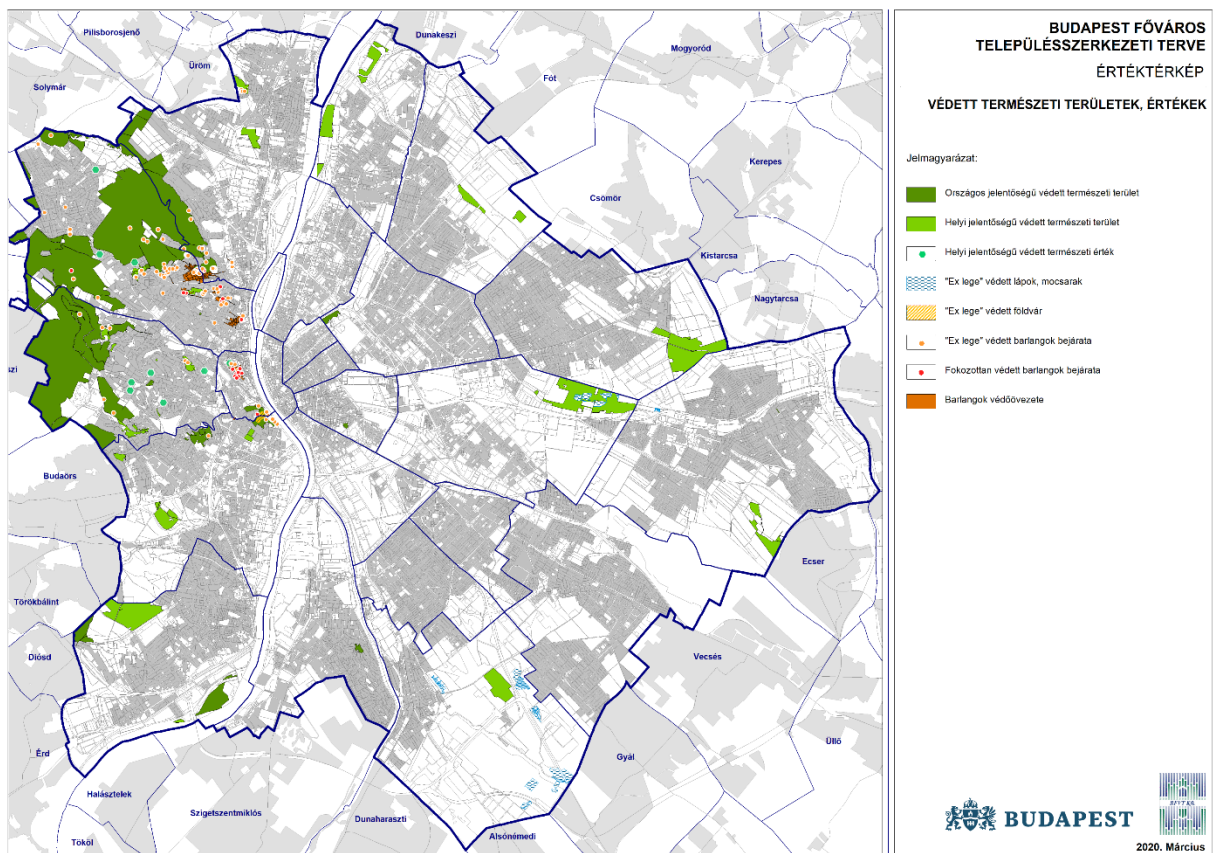 BUDAPEST FŐVÁROS
TELEPÜLÉSSZERKEZETI TERVE
ÉRTÉKTÉRKÉP
VÉDETT TERMÉSZETI TERÜLETEK, ÉRTÉKEK
Jelmagyarázat:
Országos jelentőségű védett természeti terület
Helyi jelentőségű védett természeti terület
Helyi jelentőségű védett természeti érték
"Ex lege" védett lápok, mocsarak
"Ex lege" védett földvár
"Ex lege" védett barlangok bejárata
Fokozottan védett barlangok bejárata
Barlangok védőövezete
Pilisborosjenő
Dunakeszi
Mogyoród
Üröm
Fót
Solymár
Kerepes
Csömör
Kistarcsa
Nagytarcsa
szi
Budaörs
Ecser
Törökbálint
Diósd
Vecsés
Érd
Gyál
Üllő
Halásztelek
Szigetszentmiklós
Dunaharaszti
Alsónémedi
Tököl
BUDAPEST
2020. Március